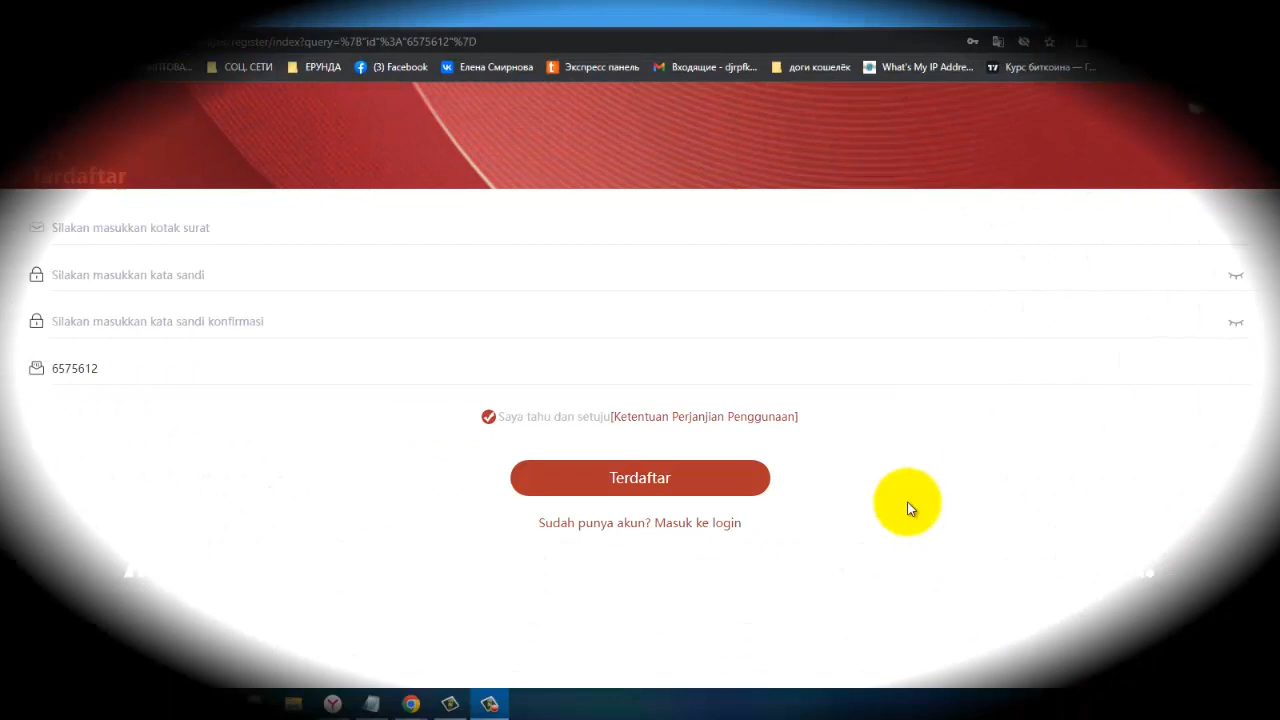 register/index?query=%7B"id"%3A"6575612"%7D
СОЦ. СЕТИ ЕРУНДА (3) Facebook Елена Смирнова Экспресс панель Входящие - djrpfk... доги кошелёк What's My IP Addre... Курс биткоина — Г...
Terdaftar
Silakan masukkan kotak surat
Silakan masukkan kata sandi
Silakan masukkan kata sandi konfirmasi
6575612
Saya tahu dan setuju[Ketentuan Perjanjian Penggunaan]
Terdaftar
Sudah punya akun? Masuk ke login